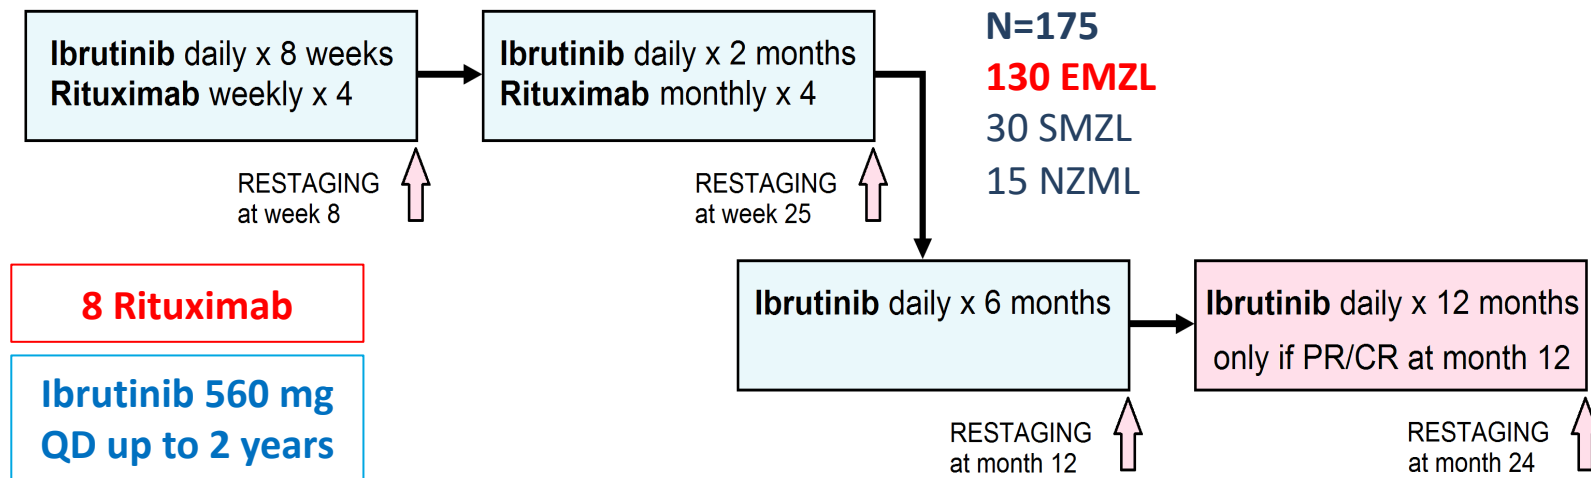 Ibrutinib daily x 8 weeks
Rituximab weekly x 4
RESTAGING
at week 8
Ibrutinib daily x 2 months
Rituximab monthly x 4
RESTAGING
at week 25
N=175
130 EMZL
30 SMZL
15 NZML
8 Rituximab
Ibrutinib 560 mg
QD up to 2 years
Ibrutinib daily x 6 months
RESTAGING
at month 12
Ibrutinib daily x 12 months
only if PR/CR at month 12
RESTAGING
at month 24